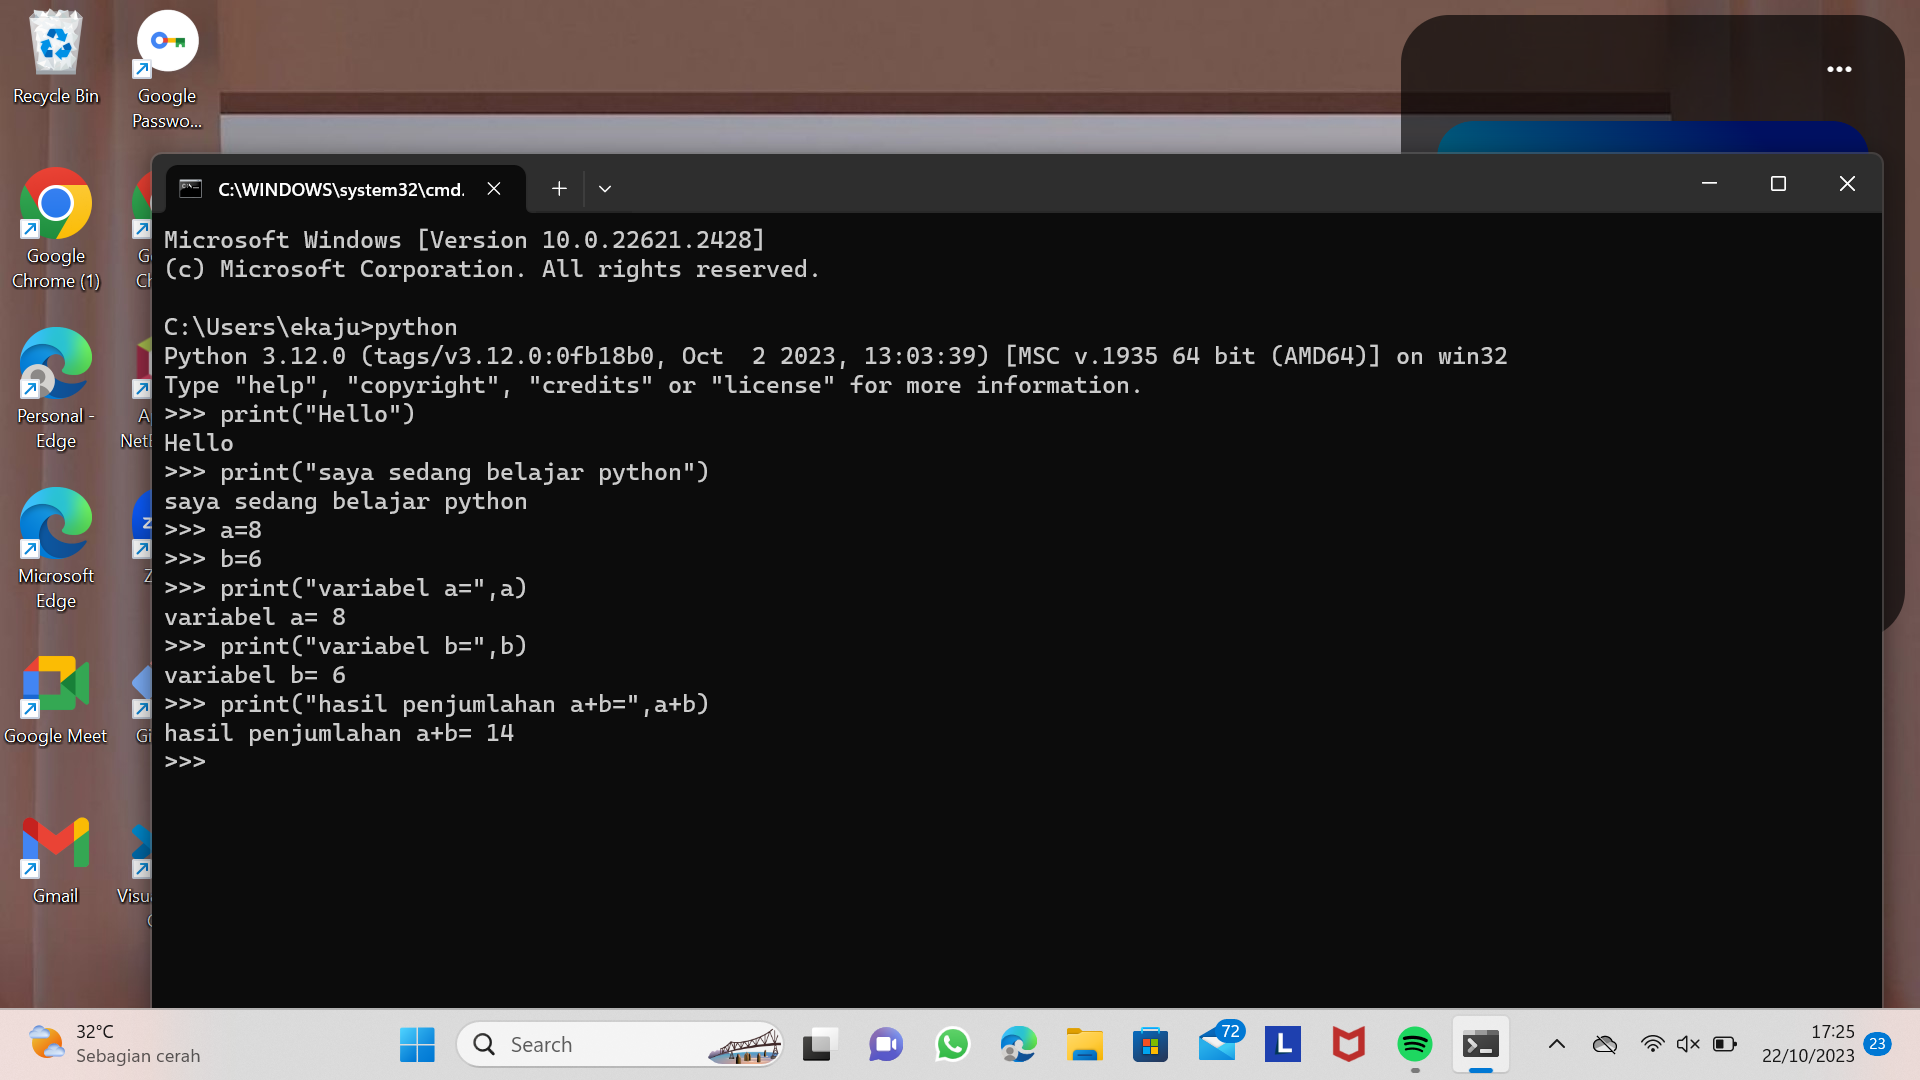 Recycle Bin
Google
Passwo...
Google
Chrome (1)
Personal -
Edge
Microsoft
Edge
Google Meet
Gmail
C:\WINDOWS\system32\cmd.
Microsoft Windows [Version 10.0.22621.2428]
(c) Microsoft Corporation. All rights reserved.
C:\Users\ekaju>python
Python 3.12.0 (tags/v3.12.0:0fb18b0, Oct  2 2023, 13:03:39) [MSC v.1935 64 bit (AMD64)] on win32
Type "help", "copyright", "credits" or "license" for more information.
>>> print("Hello")
Hello
>>> print("saya sedang belajar python")
saya sedang belajar python
>>> a=8
>>> b=6
>>> print("variabel a=",a)
variabel a= 8
>>> print("variabel b=",b)
variabel b= 6
>>> print("hasil penjumlahan a+b=",a+b)
hasil penjumlahan a+b= 14
>>>
32°C
Sebagian cerah
Search
72
L
17:25
22/10/2023
23